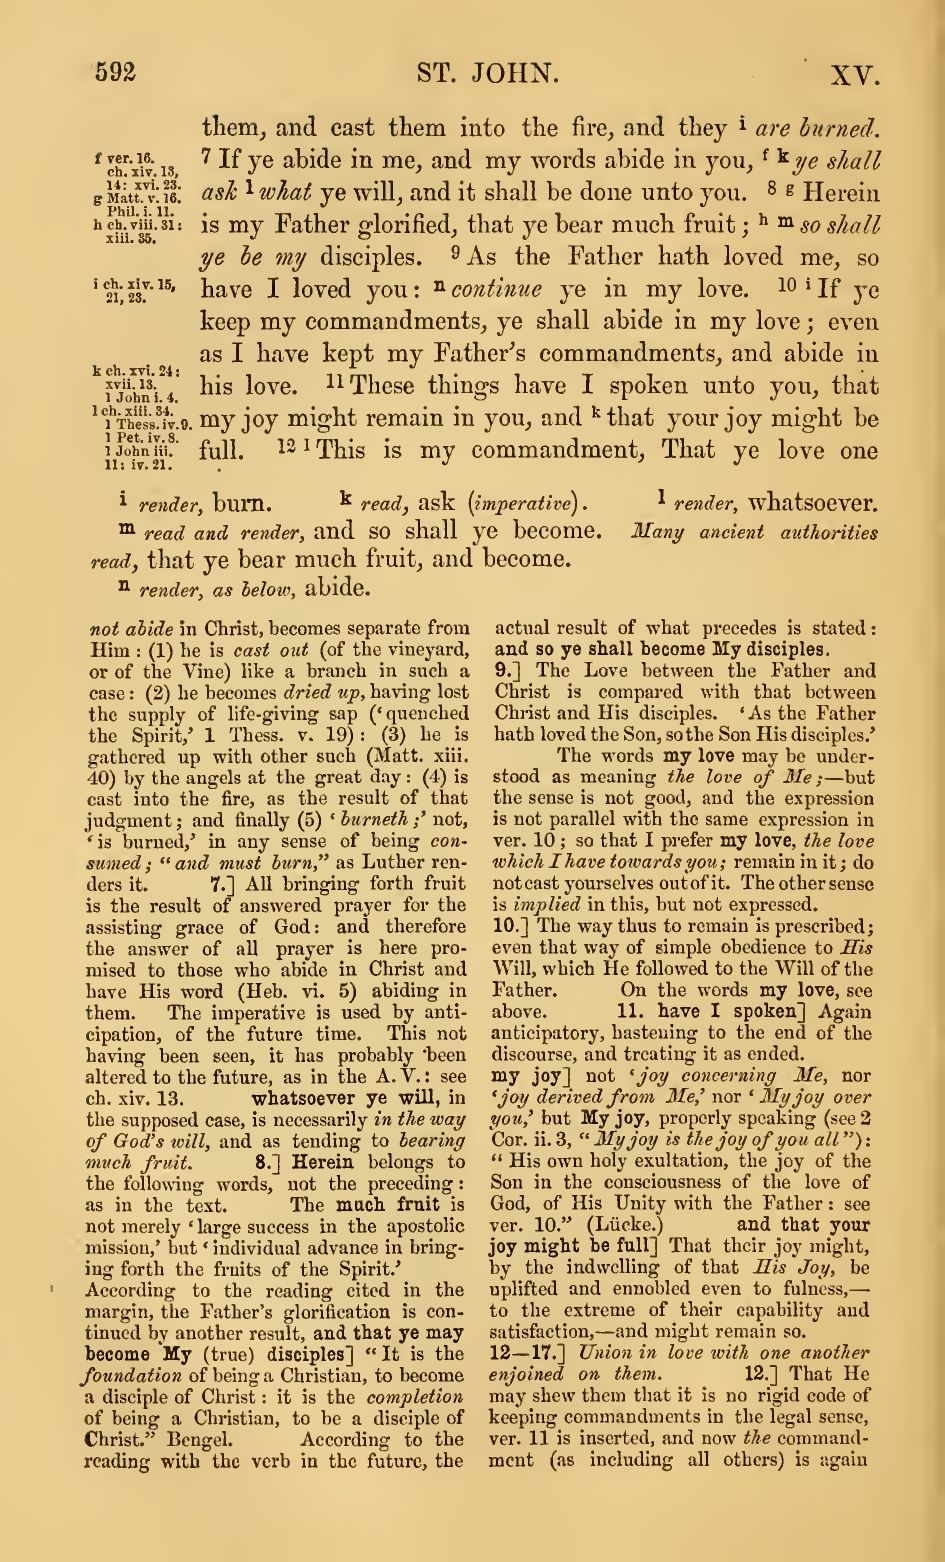 592
ST. JOHN.
XV.
them, and cast them into the fire, and they i are burned.
7 If ye abide in me, and my words abide in you, f k ye shall
ask l what ye will, and it shall be done unto you. 8 g Herein
is my Father glorified, that ye bear much fruit ; h m so shall
ye be my disciples. 9 As the Father hath loved me, so
have I loved you : n continue ye in my love. 10 i If ye
keep my commandments, ye shall abide in my love ; even
as I have kept my Father's commandments, and abide in
his love. 11 These things have I spoken unto you, that
my joy might remain in you, and k that your joy might be
full. 12 l This is my commandment, That ye love one
f ver. 16.
ch. xiv. 13,
14: xvi. 23.
g Matt. v. 16.
Phil. i. 11.
h ch. viii. 31:
xiii. 35.
i ch. xiv. 15,
21, 23.
k ch. xvi. 24:
xvii. 13.
1 John i. 4.
l ch. xiii. 34.
1 Thess. iv. 9.
1 Pet. iv. 8.
1 John iii.
11: iv. 21.
i render, burn. k read, ask (imperative). l render, whatsoever.
m read and render, and so shall ye become. Many ancient authorities
read, that ye bear much fruit, and become.
n render, as below, abide.
not abide in Christ, becomes separate from
Him : (1) he is cast out (of the vineyard,
or of the Vine) like a branch in such a
case : (2) he becomes dried up, having lost
the supply of life-giving sap (‘ quenched
the Spirit,’ 1 Thess. v. 19) : (3) he is
gathered up with other such (Matt. xiii.
40) by the angels at the great day : (4) is
cast into the fire, as the result of that
judgment ; and finally (5) ‘ burneth ;’ not,
‘ is burned,’ in any sense of being con-
sumed ; “ and must burn,” as Luther ren-
ders it. 7.] All bringing forth fruit
is the result of answered prayer for the
assisting grace of God : and therefore
the answer of all prayer is here pro-
mised to those who abide in Christ and
have His word (Heb. vi. 5) abiding in
them. The imperative is used by anti-
cipation, of the future time. This not
having been seen, it has probably been
altered to the future, as in the A. V. : see
ch. xiv. 13. whatsoever ye will, in
the supposed case, is necessarily in the way
of God's will, and as tending to bearing
much fruit. 8.] Herein belongs to
the following words, not the preceding :
as in the text. The much fruit is
not merely ‘ large success in the apostolic
mission,’ but ‘ individual advance in bring-
ing forth the fruits of the Spirit.’
According to the reading cited in the
margin, the Father's glorification is con-
tinued by another result, and that ye may
become My (true) disciples] “ It is the
foundation of being a Christian, to become
a disciple of Christ : it is the completion
of being a Christian, to be a disciple of
Christ.” Bengel. According to the
reading with the verb in the future, the
actual result of what precedes is stated :
and so ye shall become My disciples.
9.] The Love between the Father and
Christ is compared with that between
Christ and His disciples. ‘ As the Father
hath loved the Son, so the Son His disciples.’
The words my love may be under-
stood as meaning the love of Me ;—but
the sense is not good, and the expression
is not parallel with the same expression in
ver. 10 ; so that I prefer my love, the love
which I have towards you ; remain in it ; do
not cast yourselves out of it. The other sense
is implied in this, but not expressed.
10.] The way thus to remain is prescribed ;
even that way of simple obedience to His
Will, which He followed to the Will of the
Father. On the words my love, see
above. 11. have I spoken] Again
anticipatory, hastening to the end of the
discourse, and treating it as ended.
my joy] not ‘ joy concerning Me, nor
‘joy derived from Me,’ nor ‘ My joy over
you,’ but My joy, properly speaking (see 2
Cor. ii. 3, “ My joy is the joy of you all ”) :
“ His own holy exultation, the joy of the
Son in the consciousness of the love of
God, of His Unity with the Father : see
ver. 10.” (Lücke.) and that your
joy might be full] That their joy might,
by the indwelling of that His Joy, be
uplifted and ennobled even to fulness,—
to the extreme of their capability and
satisfaction,—and might remain so.
12—17.] Union in love with one another
enjoined on them. 12.] That He
may shew them that it is no rigid code of
keeping commandments in the legal sense,
ver. 11 is inserted, and now the command-
ment (as including all others) is again